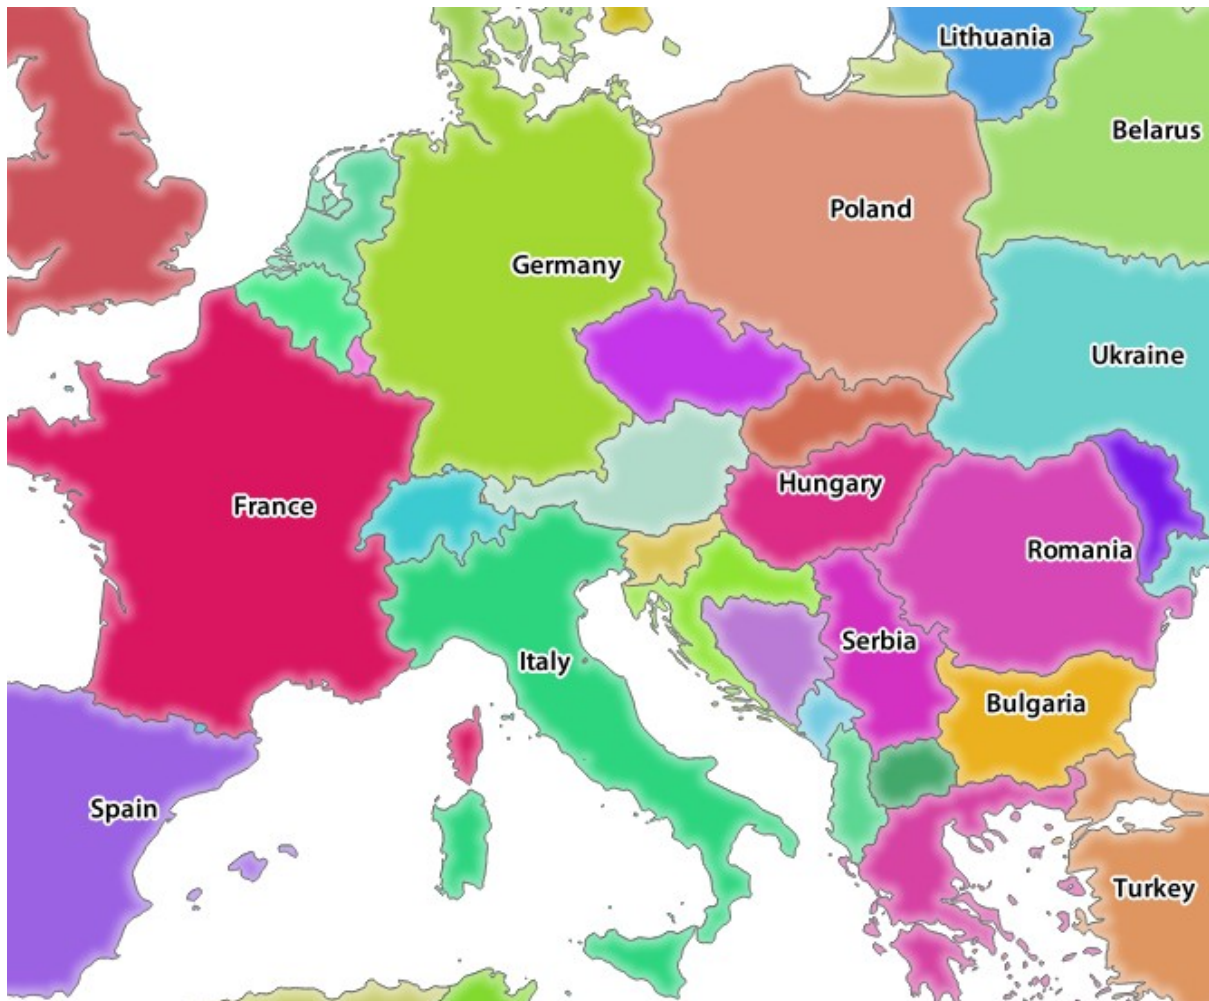 Lithuania
Belarus
Poland
Germany
Ukraine
Hungary
France
Romania
Serbia
Italy
Bulgaria
Spain
Turkey